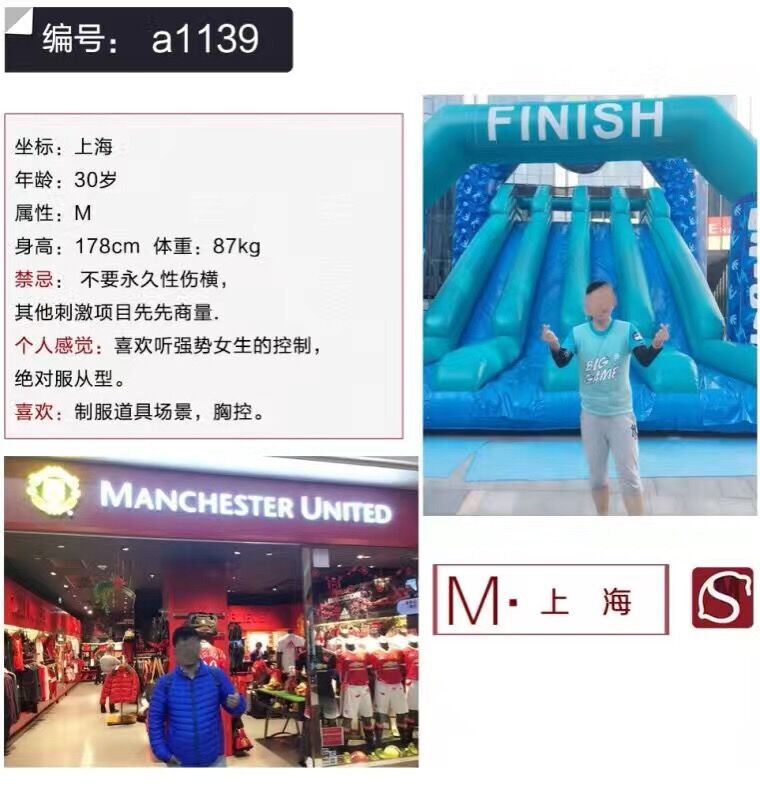 编号： a1139
坐标：上海
年龄：30岁
属性：M
身高：178cm 体重：87kg
禁忌： 不要永久性伤横，
其他刺激项目先先商量.
个人感觉：喜欢听强势女生的控制，
绝对服从型。
喜欢：制服道具场景，胸控。
FINISH
BIG
GAME
MANCHESTER UNITED
M·上 海
S